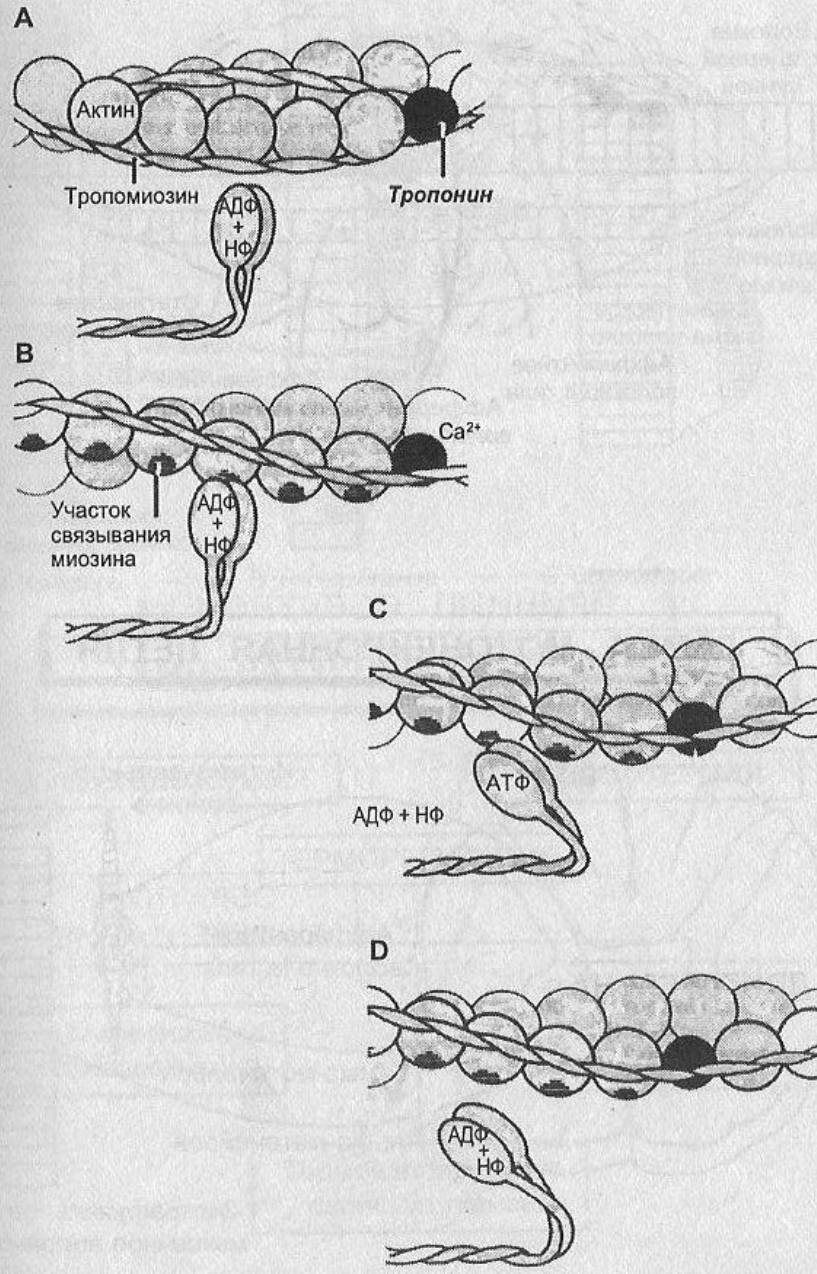 A
Актин
Тропомиозин
Тропонин
АДФ
+
НФ
B
Ca²⁺
Участок
связывания
миозина
АДФ
+
НФ
C
АТФ
АДФ + НФ
D
АДФ
+
НФ